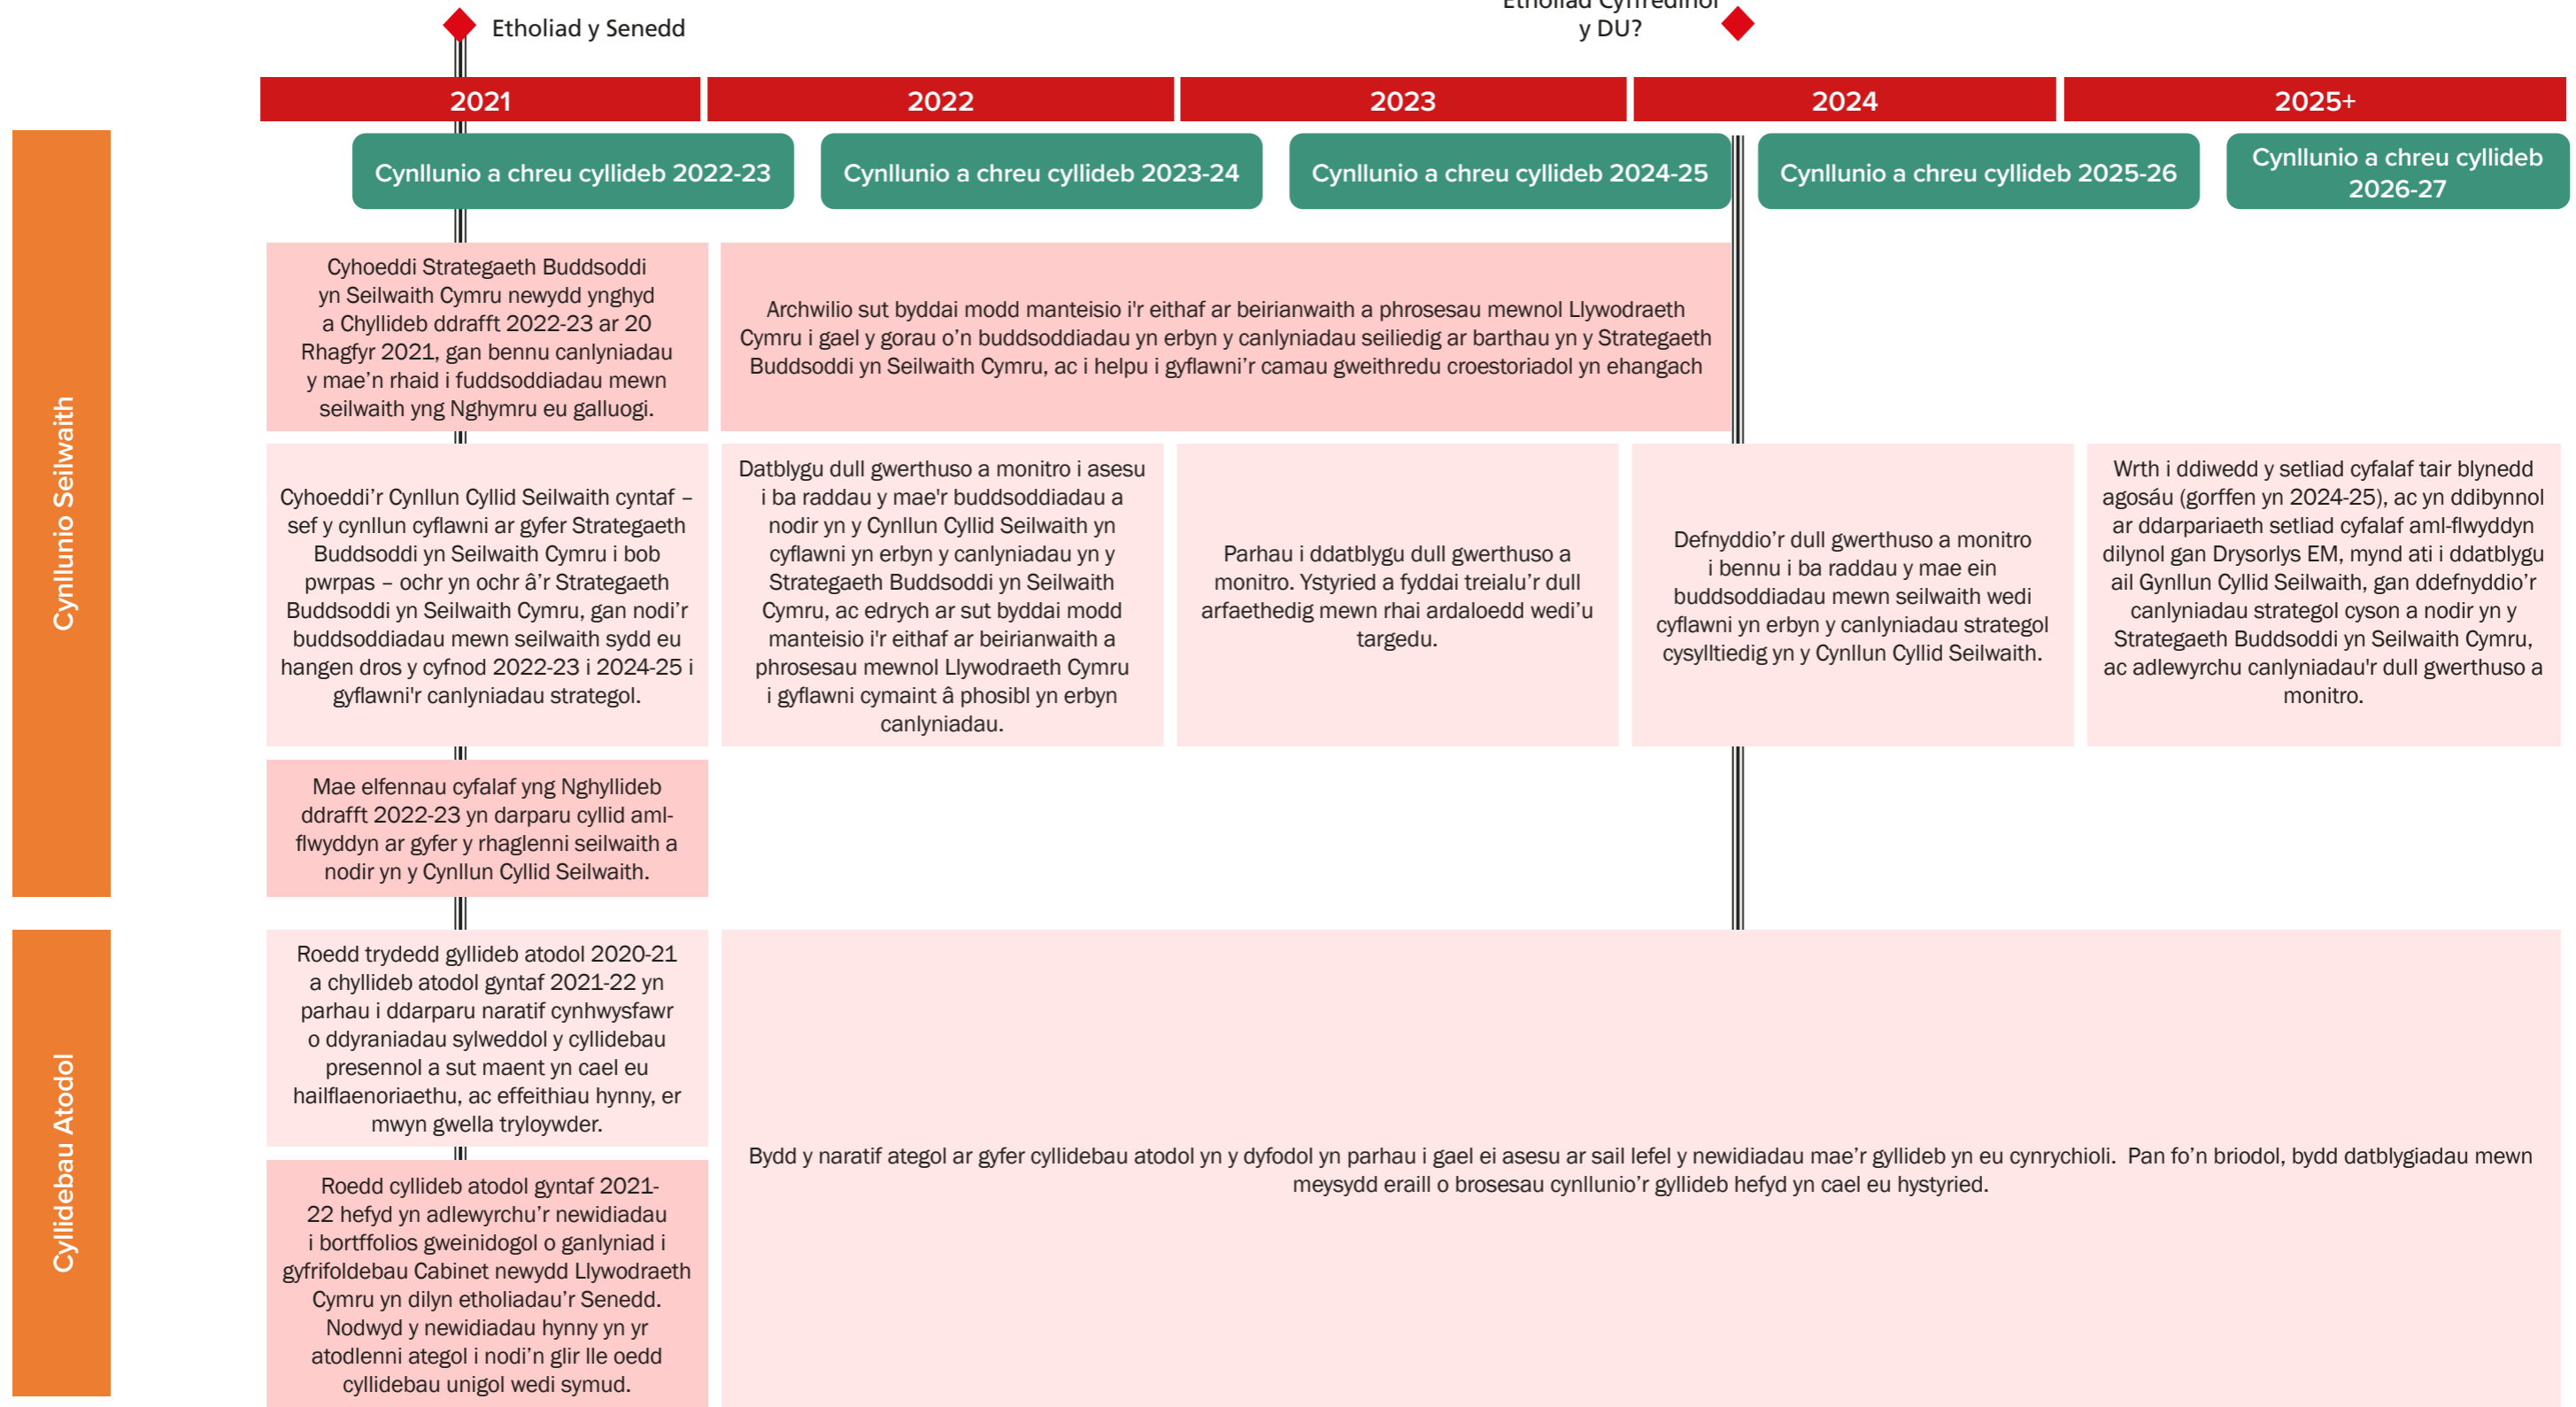 Etholiad y Senedd
Etholiad Cyffredinol
y DU?
2021
2022
2023
2024
2025+
Cynllunio a chreu cyllideb 2022-23
Cynllunio a chreu cyllideb 2023-24
Cynllunio a chreu cyllideb 2024-25
Cynllunio a chreu cyllideb 2025-26
Cynllunio a chreu cyllideb
2026-27
Cynllunio Seilwaith
Cyhoeddi Strategaeth Buddsoddi
yn Seilwaith Cymru newydd ynghyd
a Chyllideb ddrafft 2022-23 ar 20
Rhagfyr 2021, gan bennu canlyniadau
y mae’n rhaid i fuddsoddiadau mewn
seilwaith yng Nghymru eu galluogi.
Archwilio sut byddai modd manteisio i'r eithaf ar beirianwaith a phrosesau mewnol Llywodraeth
Cymru i gael y gorau o’n buddsoddiadau yn erbyn y canlyniadau seiliedig ar barthau yn y Strategaeth
Buddsoddi yn Seilwaith Cymru, ac i helpu i gyflawni’r camau gweithredu croestoriadol yn ehangach
Cyhoeddi’r Cynllun Cyllid Seilwaith cyntaf –
sef y cynllun cyflawni ar gyfer Strategaeth
Buddsoddi yn Seilwaith Cymru i bob
pwrpas – ochr yn ochr â’r Strategaeth
Buddsoddi yn Seilwaith Cymru, gan nodi’r
buddsoddiadau mewn seilwaith sydd eu
hangen dros y cyfnod 2022-23 i 2024-25 i
gyflawni'r canlyniadau strategol.
Datblygu dull gwerthuso a monitro i asesu
i ba raddau y mae'r buddsoddiadau a
nodir yn y Cynllun Cyllid Seilwaith yn
cyflawni yn erbyn y canlyniadau yn y
Strategaeth Buddsoddi yn Seilwaith
Cymru, ac edrych ar sut byddai modd
manteisio i'r eithaf ar beirianwaith a
phrosesau mewnol Llywodraeth Cymru
i gyflawni cymaint â phosibl yn erbyn
canlyniadau.
Parhau i ddatblygu dull gwerthuso a
monitro. Ystyried a fyddai treialu’r dull
arfaethedig mewn rhai ardaloedd wedi’u
targedu.
Defnyddio’r dull gwerthuso a monitro
i bennu i ba raddau y mae ein
buddsoddiadau mewn seilwaith wedi
cyflawni yn erbyn y canlyniadau strategol
cysylltiedig yn y Cynllun Cyllid Seilwaith.
Wrth i ddiwedd y setliad cyfalaf tair blynedd
agosáu (gorffen yn 2024-25), ac yn ddibynnol
ar ddarpariaeth setliad cyfalaf aml-flwyddyn
dilynol gan Drysorlys EM, mynd ati i ddatblygu
ail Gynllun Cyllid Seilwaith, gan ddefnyddio’r
canlyniadau strategol cyson a nodir yn y
Strategaeth Buddsoddi yn Seilwaith Cymru,
ac adlewyrchu canlyniadau'r dull gwerthuso a
monitro.
Mae elfennau cyfalaf yng Nghyllideb
ddrafft 2022-23 yn darparu cyllid aml-
flwyddyn ar gyfer y rhaglenni seilwaith a
nodir yn y Cynllun Cyllid Seilwaith.
Cyllidebau Atodol
Roedd trydedd gyllideb atodol 2020-21
a chyllideb atodol gyntaf 2021-22 yn
parhau i ddarparu naratif cynhwysfawr
o ddyraniadau sylweddol y cyllidebau
presennol a sut maent yn cael eu
hailflaenoriaethu, ac effeithiau hynny, er
mwyn gwella tryloywder.
Roedd cyllideb atodol gyntaf 2021-
22 hefyd yn adlewyrchu’r newidiadau
i bortffolios gweinidogol o ganlyniad i
gyfrifoldebau Cabinet newydd Llywodraeth
Cymru yn dilyn etholiadau’r Senedd.
Nodwyd y newidiadau hynny yn yr
atodlenni ategol i nodi’n glir lle oedd
cyllidebau unigol wedi symud.
Bydd y naratif ategol ar gyfer cyllidebau atodol yn y dyfodol yn parhau i gael ei asesu ar sail lefel y newidiadau mae’r gyllideb yn eu cynrychioli.  Pan fo’n briodol, bydd datblygiadau mewn
meysydd eraill o brosesau cynllunio’r gyllideb hefyd yn cael eu hystyried.